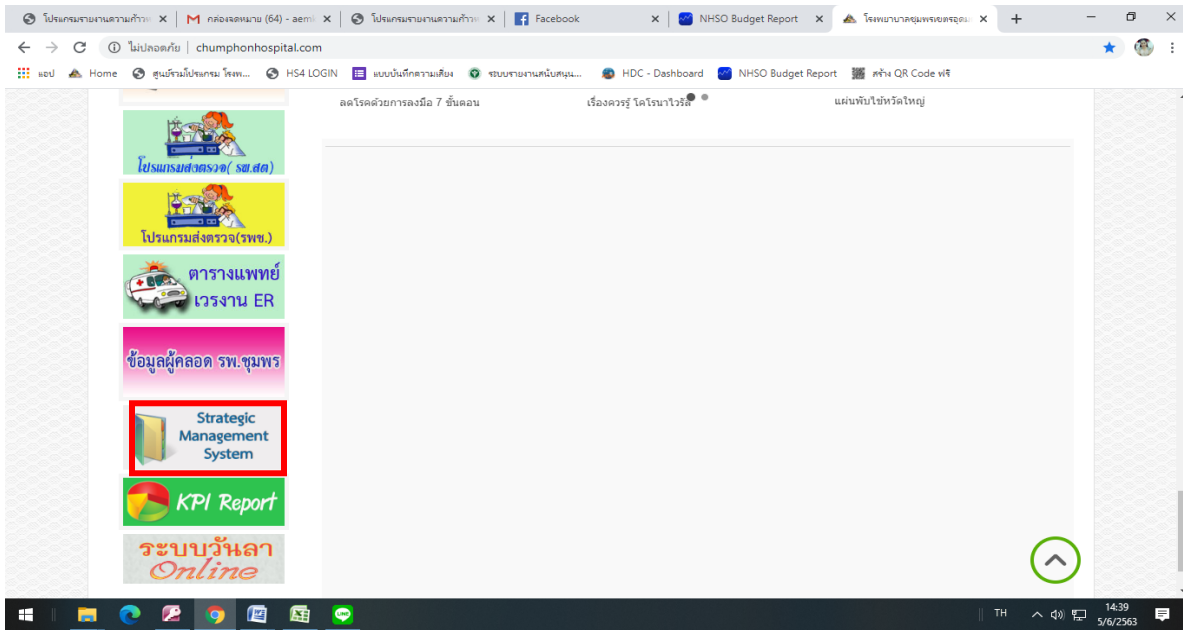 โปรแกรมรายงานความก้าวห
กล่องจดหมาย (64) - aemi
โปรแกรมรายงานความก้าวห
Facebook
NHSO Budget Report
โรงพยาบาลชุมพรเขตรอุดม
ไม่ปลอดภัย
chumphonhospital.com
แอป
Home
ศูนย์รวมโปรแกรม โรงพ...
HS4 LOGIN
แบบบันทึกความเสี่ยง
ระบบรายงานสนับสนุน...
HDC - Dashboard
NHSO Budget Report
สร้าง QR Code ฟรี
ลดโรคด้วยการลงมือ 7 ขั้นตอน
เรื่องควรรู้ โคโรนาไวรัส
แผ่นพับไข้หวัดใหญ่
โปรแกรมส่งตรวจ( รพ.สต)
โปรแกรมส่งตรวจ(รพช.)
ตารางแพทย์
เวรงาน ER
ข้อมูลผู้คลอด รพ.ชุมพร
Strategic
Management
System
KPI Report
ระบบวันลา
Online
TH
14:39
5/6/2563